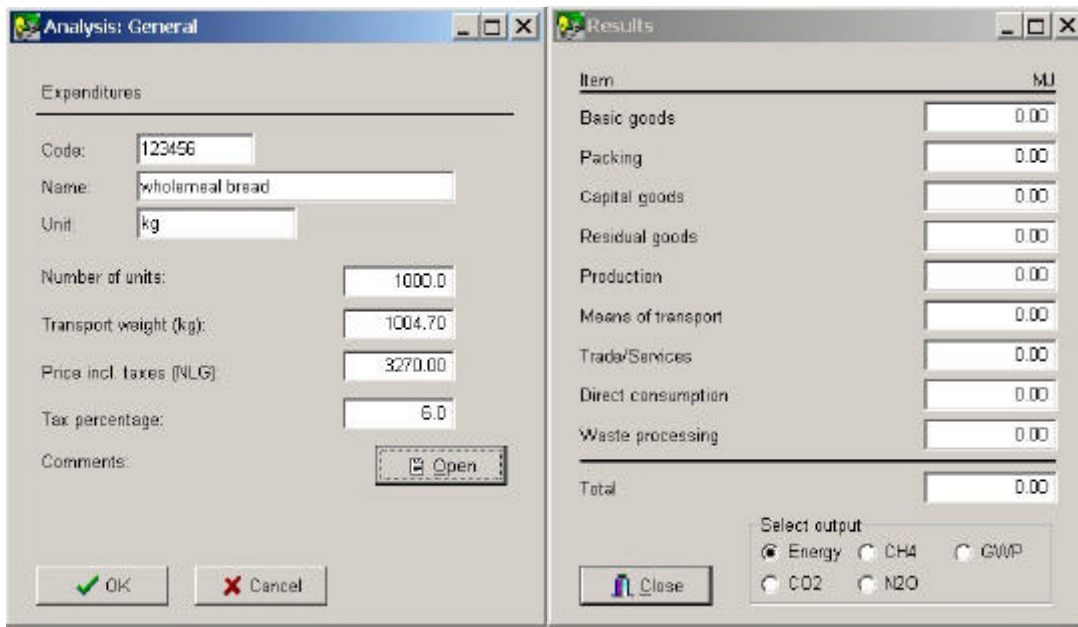 Analysis: General
Expenditures
Code: 123456
Name: wholemeal bread
Unit: kg
Number of units: 1000.0
Transport weight (kg): 1004.70
Price incl. taxes (NLG): 3270.00
Tax percentage: 6.0
Comments: Open
OK Cancel
Results
Item MJ
Basic goods 0.00
Packing 0.00
Capital goods 0.00
Residual goods 0.00
Production 0.00
Means of transport 0.00
Trade/Services 0.00
Direct consumption 0.00
Waste processing 0.00
Total 0.00
Select output
Energy CH4 GWP
CO2 N2O
Close